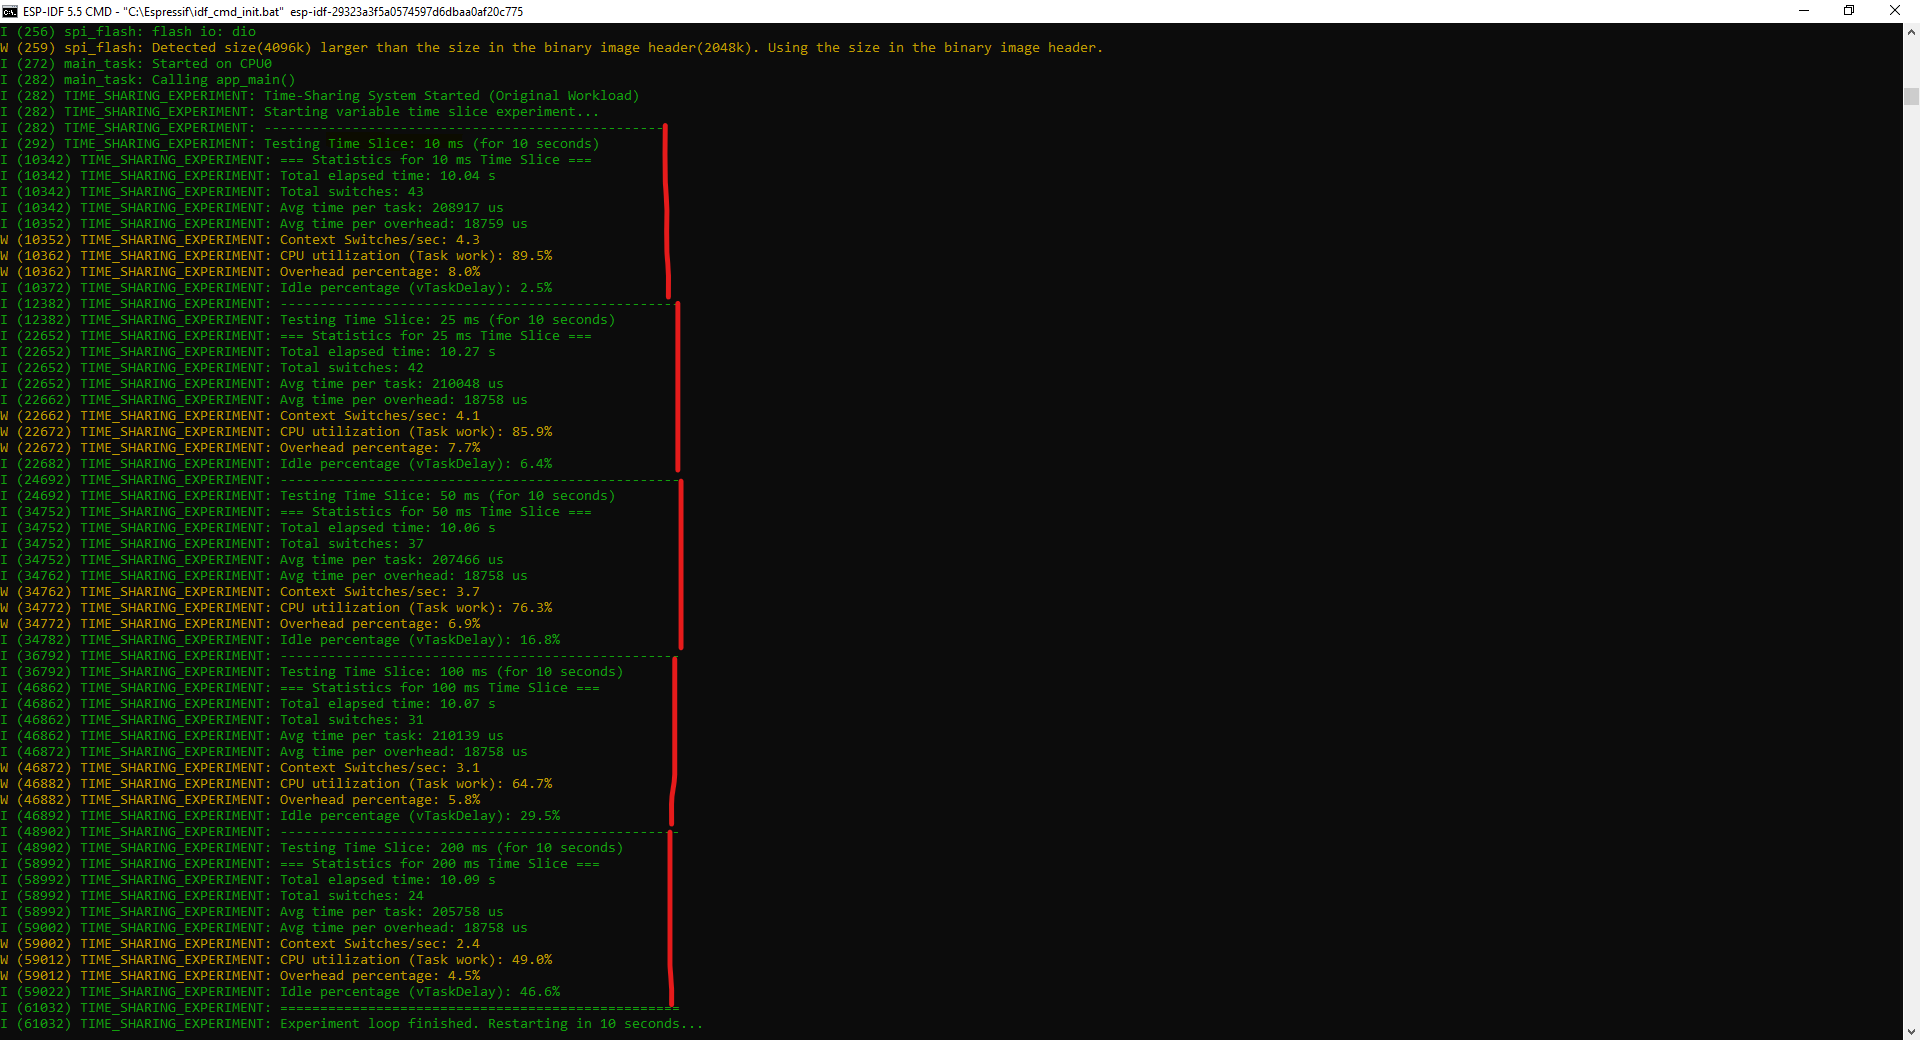 ESP-IDF 5.5 CMD - "C:\Espressif\idf_cmd_init.bat"  esp-idf-29323a3f5a0574597d6dbaa0af20c775
I (256) spi_flash: flash io: dio
W (259) spi_flash: Detected size(4096k) larger than the size in the binary image header(2048k). Using the size in the binary image header.
I (272) main_task: Started on CPU0
I (282) main_task: Calling app_main()
I (282) TIME_SHARING_EXPERIMENT: Time-Sharing System Started (Original Workload)
I (282) TIME_SHARING_EXPERIMENT: Starting variable time slice experiment...
I (282) TIME_SHARING_EXPERIMENT: --------------------------------------------------
I (292) TIME_SHARING_EXPERIMENT: Testing Time Slice: 10 ms (for 10 seconds)
I (10342) TIME_SHARING_EXPERIMENT: === Statistics for 10 ms Time Slice ===
I (10342) TIME_SHARING_EXPERIMENT: Total elapsed time: 10.04 s
I (10342) TIME_SHARING_EXPERIMENT: Total switches: 43
I (10342) TIME_SHARING_EXPERIMENT: Avg time per task: 208917 us
I (10352) TIME_SHARING_EXPERIMENT: Avg time per overhead: 18759 us
W (10352) TIME_SHARING_EXPERIMENT: Context Switches/sec: 4.3
W (10362) TIME_SHARING_EXPERIMENT: CPU utilization (Task work): 89.5%
W (10362) TIME_SHARING_EXPERIMENT: Overhead percentage: 8.0%
I (10372) TIME_SHARING_EXPERIMENT: Idle percentage (vTaskDelay): 2.5%
I (12382) TIME_SHARING_EXPERIMENT: --------------------------------------------------
I (12382) TIME_SHARING_EXPERIMENT: Testing Time Slice: 25 ms (for 10 seconds)
I (22652) TIME_SHARING_EXPERIMENT: === Statistics for 25 ms Time Slice ===
I (22652) TIME_SHARING_EXPERIMENT: Total elapsed time: 10.27 s
I (22652) TIME_SHARING_EXPERIMENT: Total switches: 42
I (22652) TIME_SHARING_EXPERIMENT: Avg time per task: 210048 us
I (22662) TIME_SHARING_EXPERIMENT: Avg time per overhead: 18758 us
W (22662) TIME_SHARING_EXPERIMENT: Context Switches/sec: 4.1
W (22672) TIME_SHARING_EXPERIMENT: CPU utilization (Task work): 85.9%
W (22672) TIME_SHARING_EXPERIMENT: Overhead percentage: 7.7%
I (22682) TIME_SHARING_EXPERIMENT: Idle percentage (vTaskDelay): 6.4%
I (24692) TIME_SHARING_EXPERIMENT: --------------------------------------------------
I (24692) TIME_SHARING_EXPERIMENT: Testing Time Slice: 50 ms (for 10 seconds)
I (34752) TIME_SHARING_EXPERIMENT: === Statistics for 50 ms Time Slice ===
I (34752) TIME_SHARING_EXPERIMENT: Total elapsed time: 10.06 s
I (34752) TIME_SHARING_EXPERIMENT: Total switches: 37
I (34752) TIME_SHARING_EXPERIMENT: Avg time per task: 207466 us
I (34762) TIME_SHARING_EXPERIMENT: Avg time per overhead: 18758 us
W (34762) TIME_SHARING_EXPERIMENT: Context Switches/sec: 3.7
W (34772) TIME_SHARING_EXPERIMENT: CPU utilization (Task work): 76.3%
W (34772) TIME_SHARING_EXPERIMENT: Overhead percentage: 6.9%
I (34782) TIME_SHARING_EXPERIMENT: Idle percentage (vTaskDelay): 16.8%
I (36792) TIME_SHARING_EXPERIMENT: --------------------------------------------------
I (36792) TIME_SHARING_EXPERIMENT: Testing Time Slice: 100 ms (for 10 seconds)
I (46862) TIME_SHARING_EXPERIMENT: === Statistics for 100 ms Time Slice ===
I (46862) TIME_SHARING_EXPERIMENT: Total elapsed time: 10.07 s
I (46862) TIME_SHARING_EXPERIMENT: Total switches: 31
I (46862) TIME_SHARING_EXPERIMENT: Avg time per task: 210139 us
I (46872) TIME_SHARING_EXPERIMENT: Avg time per overhead: 18758 us
W (46872) TIME_SHARING_EXPERIMENT: Context Switches/sec: 3.1
W (46882) TIME_SHARING_EXPERIMENT: CPU utilization (Task work): 64.7%
W (46882) TIME_SHARING_EXPERIMENT: Overhead percentage: 5.8%
I (46892) TIME_SHARING_EXPERIMENT: Idle percentage (vTaskDelay): 29.5%
I (48902) TIME_SHARING_EXPERIMENT: --------------------------------------------------
I (48902) TIME_SHARING_EXPERIMENT: Testing Time Slice: 200 ms (for 10 seconds)
I (58992) TIME_SHARING_EXPERIMENT: === Statistics for 200 ms Time Slice ===
I (58992) TIME_SHARING_EXPERIMENT: Total elapsed time: 10.09 s
I (58992) TIME_SHARING_EXPERIMENT: Total switches: 24
I (58992) TIME_SHARING_EXPERIMENT: Avg time per task: 205758 us
I (59002) TIME_SHARING_EXPERIMENT: Avg time per overhead: 18758 us
W (59002) TIME_SHARING_EXPERIMENT: Context Switches/sec: 2.4
W (59012) TIME_SHARING_EXPERIMENT: CPU utilization (Task work): 49.0%
W (59012) TIME_SHARING_EXPERIMENT: Overhead percentage: 4.5%
I (59022) TIME_SHARING_EXPERIMENT: Idle percentage (vTaskDelay): 46.6%
I (61032) TIME_SHARING_EXPERIMENT: ==================================================
I (61032) TIME_SHARING_EXPERIMENT: Experiment loop finished. Restarting in 10 seconds...